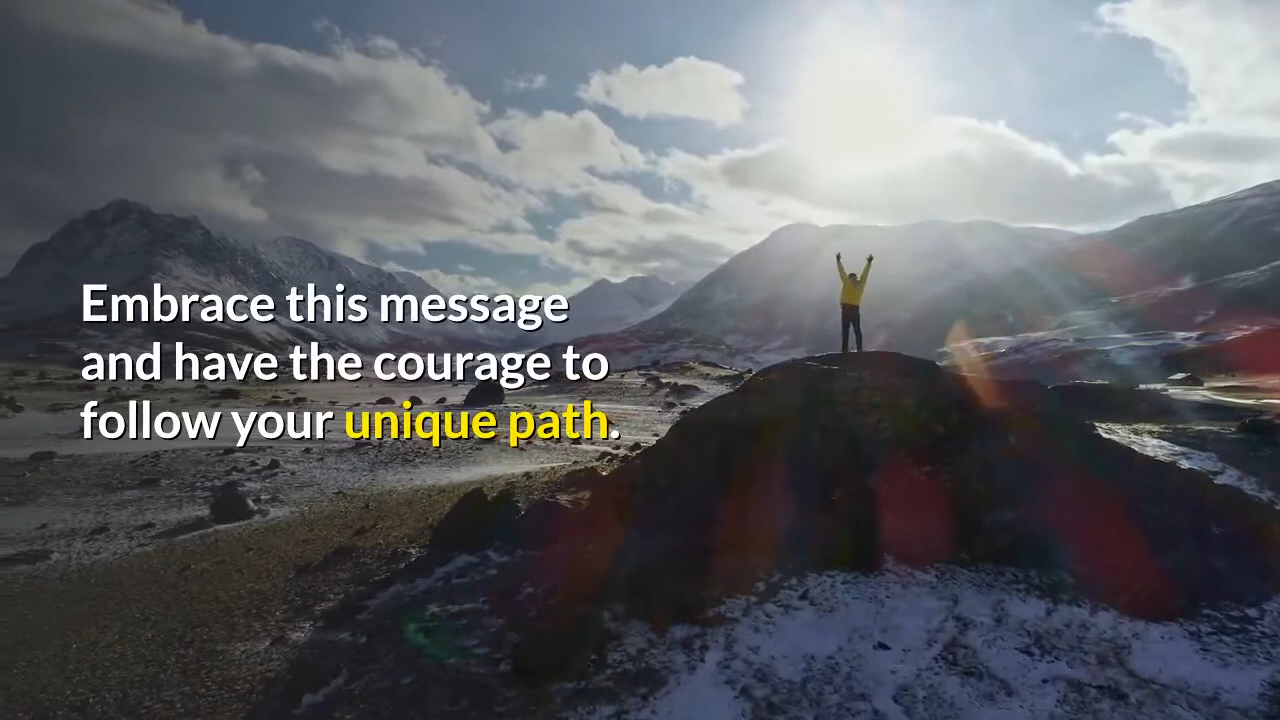 Embrace this message
and have the courage to
follow your unique path.